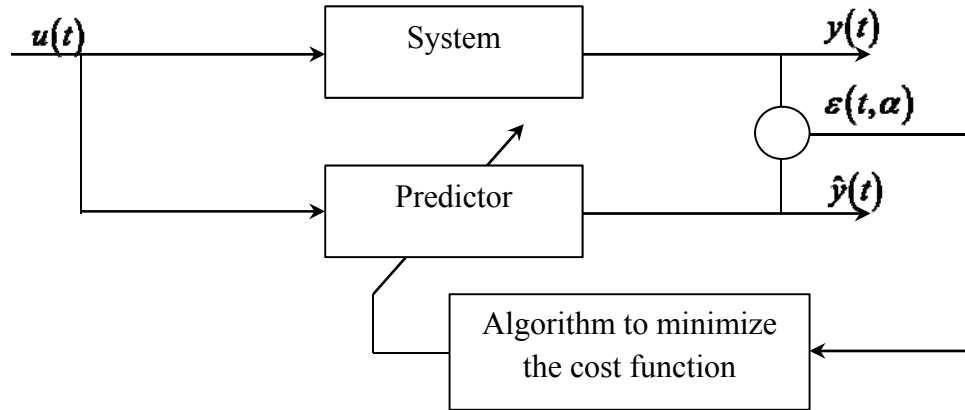 u(t)
System
y(t)
ε(t,α)
Predictor
ŷ(t)
Algorithm to minimize
the cost function